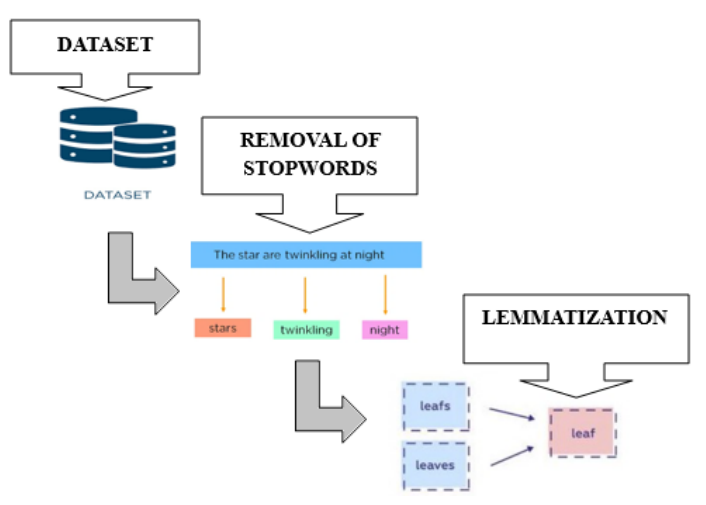 DATASET
DATASET
REMOVAL OF
STOPWORDS
The star are twinkling at night
stars
twinkling
night
LEMMATIZATION
leafs
leaf
leaves